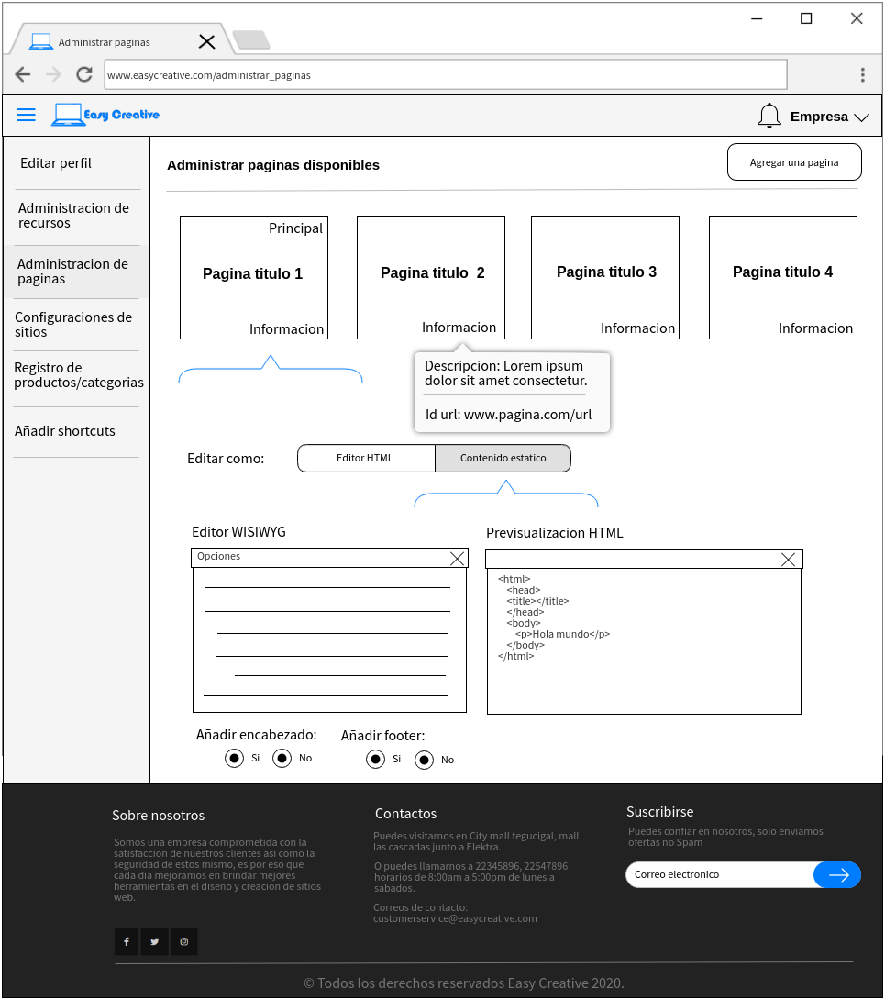 Administrar paginas
www.easycreative.com/administrar_paginas
Easy Creative
Empresa
Editar perfil
Administracion de
recursos
Administracion de
paginas
Configuraciones de
sitios
Registro de
productos/categorias
Añadir shortcuts
Administrar paginas disponibles
Agregar una pagina
Principal
Pagina titulo 1
Informacion
Pagina titulo  2
Informacion
Pagina titulo 3
Informacion
Pagina titulo 4
Informacion
Descripcion: Lorem ipsum
dolor sit amet consectetur.
Id url: www.pagina.com/url
Editar como:
Editor HTML
Contenido estatico
Editor WISIWYG
Opciones
Previsualizacion HTML
<html>
<head>
<title></title>
</head>
<body>
<p>Hola mundo</p>
</body>
</html>
Añadir encabezado:
Si
No
Añadir footer:
Si
No
Sobre nosotros
Somos una empresa comprometida con la
satisfaccion de nuestros clientes asi como la
seguridad de estos mismo, es por eso que
cada dia mejoramos en brindar mejores
herramientas en el diseno y creacion de sitios
web.
Contactos
Puedes visitarnos en City mall tegucigal, mall
las cascadas junto a Elektra.
O puedes llamarnos a 22345896, 22547896
horarios de 8:00am a 5:00pm de lunes a
sabados.
Correos de contacto:
customerservice@easycreative.com
Suscribirse
Puedes confiar en nosotros, solo enviamos
ofertas no Spam
Correo electronico
© Todos los derechos reservados Easy Creative 2020.